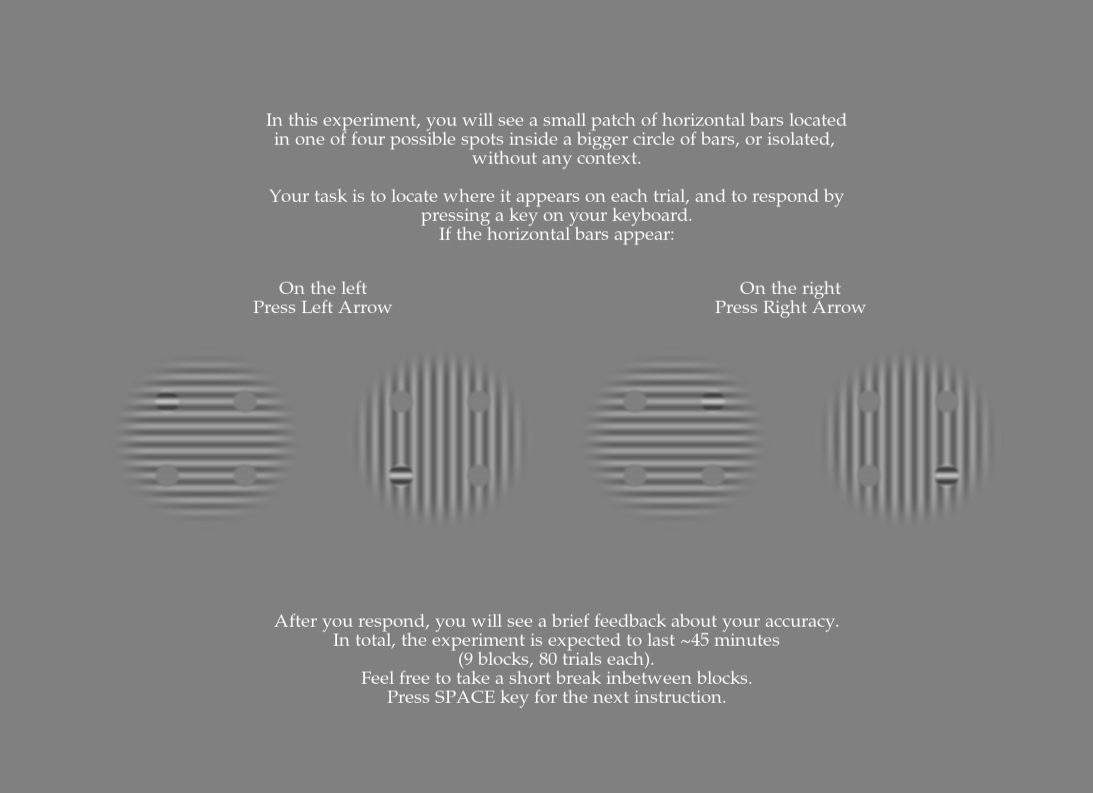 In this experiment, you will see a small patch of horizontal bars located
in one of four possible spots inside a bigger circle of bars, or isolated,
without any context.
Your task is to locate where it appears on each trial, and to respond by
pressing a key on your keyboard.
If the horizontal bars appear:
On the left
Press Left Arrow
On the right
Press Right Arrow
After you respond, you will see a brief feedback about your accuracy.
In total, the experiment is expected to last ~45 minutes
(9 blocks, 80 trials each).
Feel free to take a short break inbetween blocks.
Press SPACE key for the next instruction.